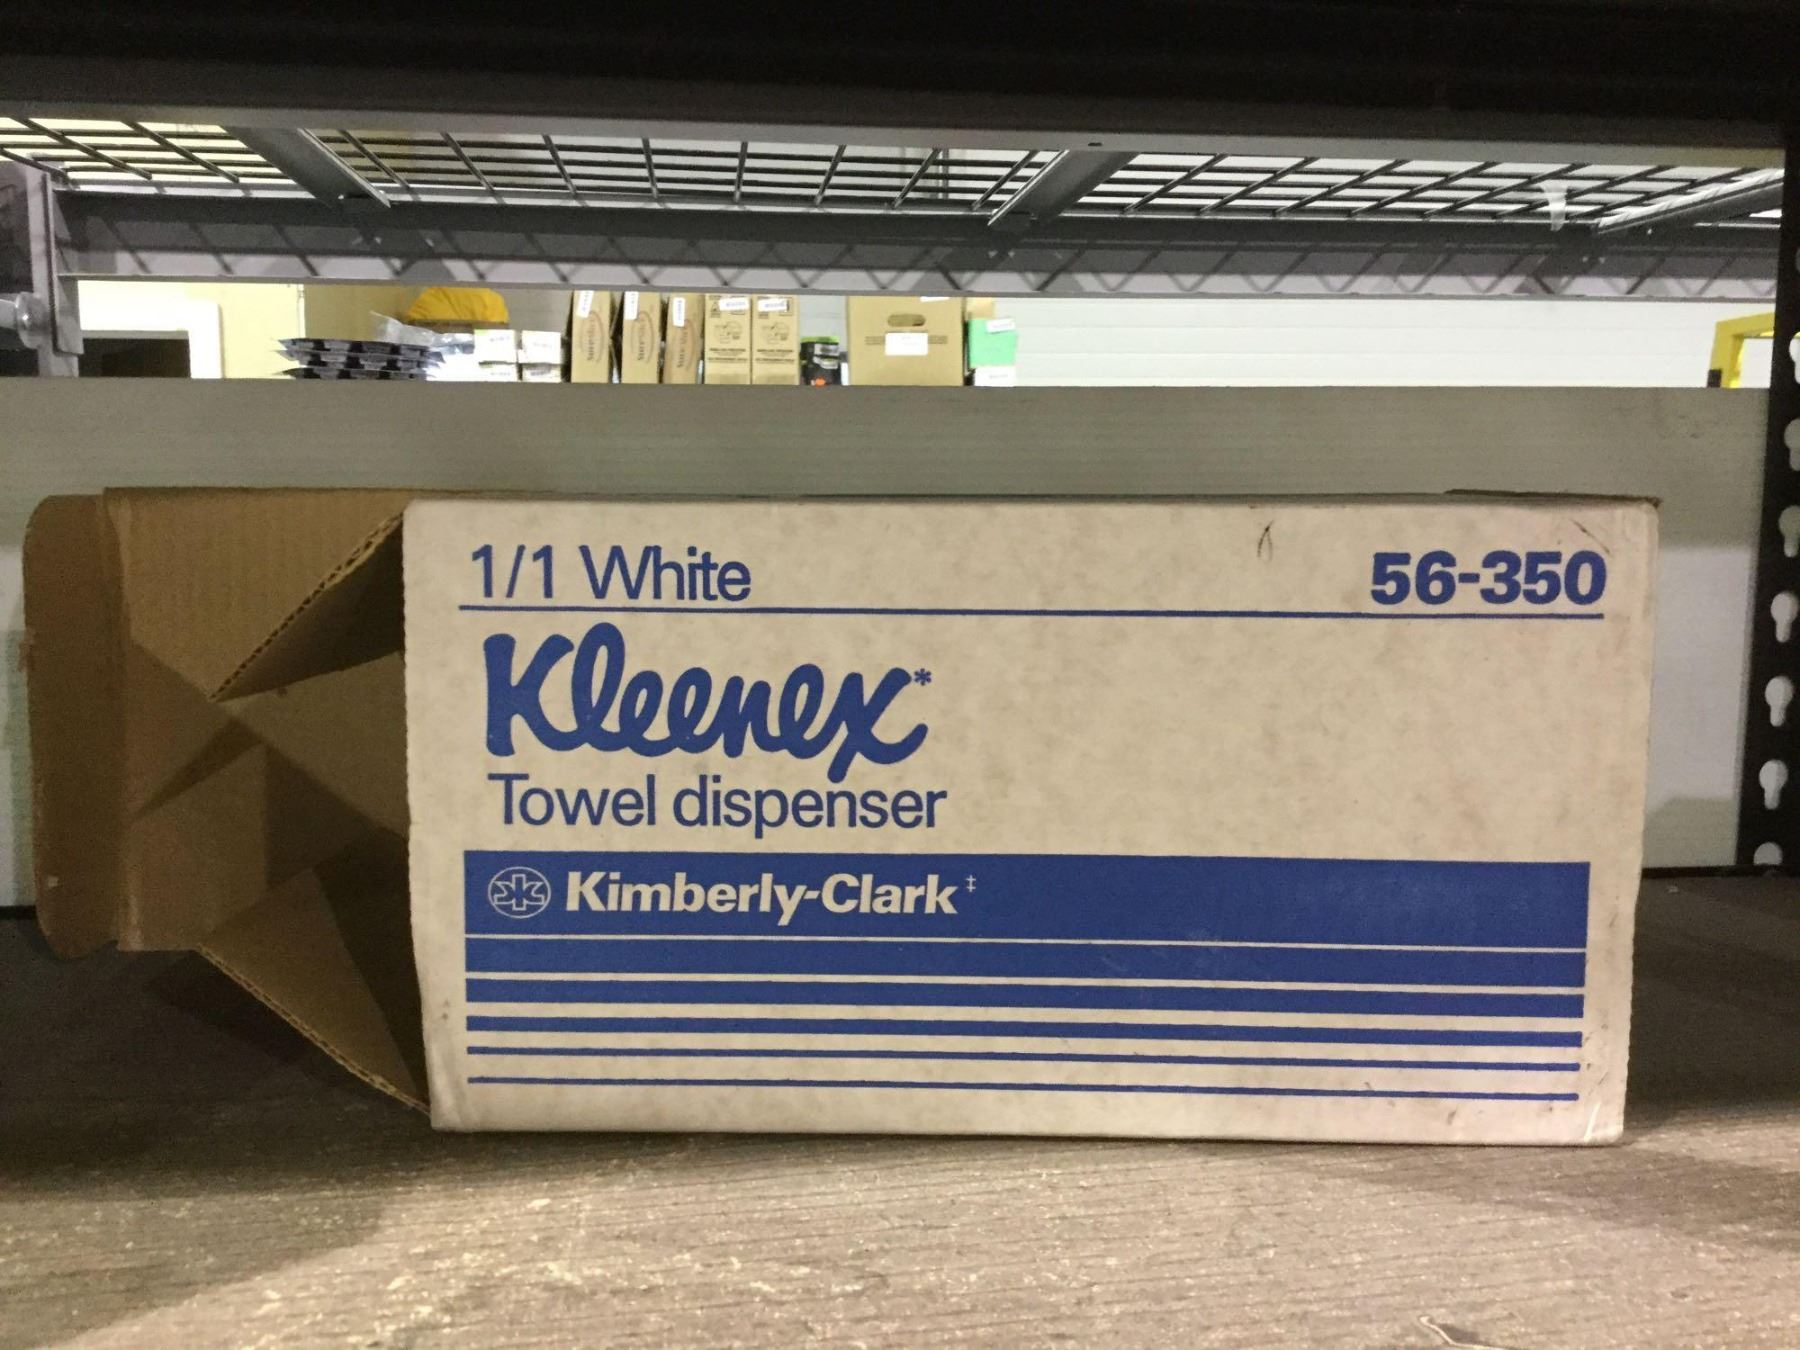 1/1 White 56-350
Kleenex*
Towel dispenser
Kimberly-Clark‡